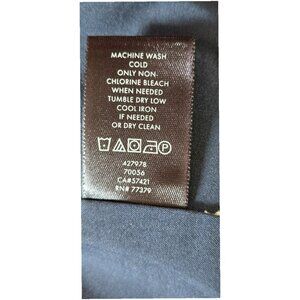 MACHINE WASH
COLD
ONLY NON-
CHLORINE BLEACH
WHEN NEEDED
TUMBLE DRY LOW
COOL IRON
IF NEEDED
OR DRY CLEAN
427978
70056
CA#57421
RN# 77379